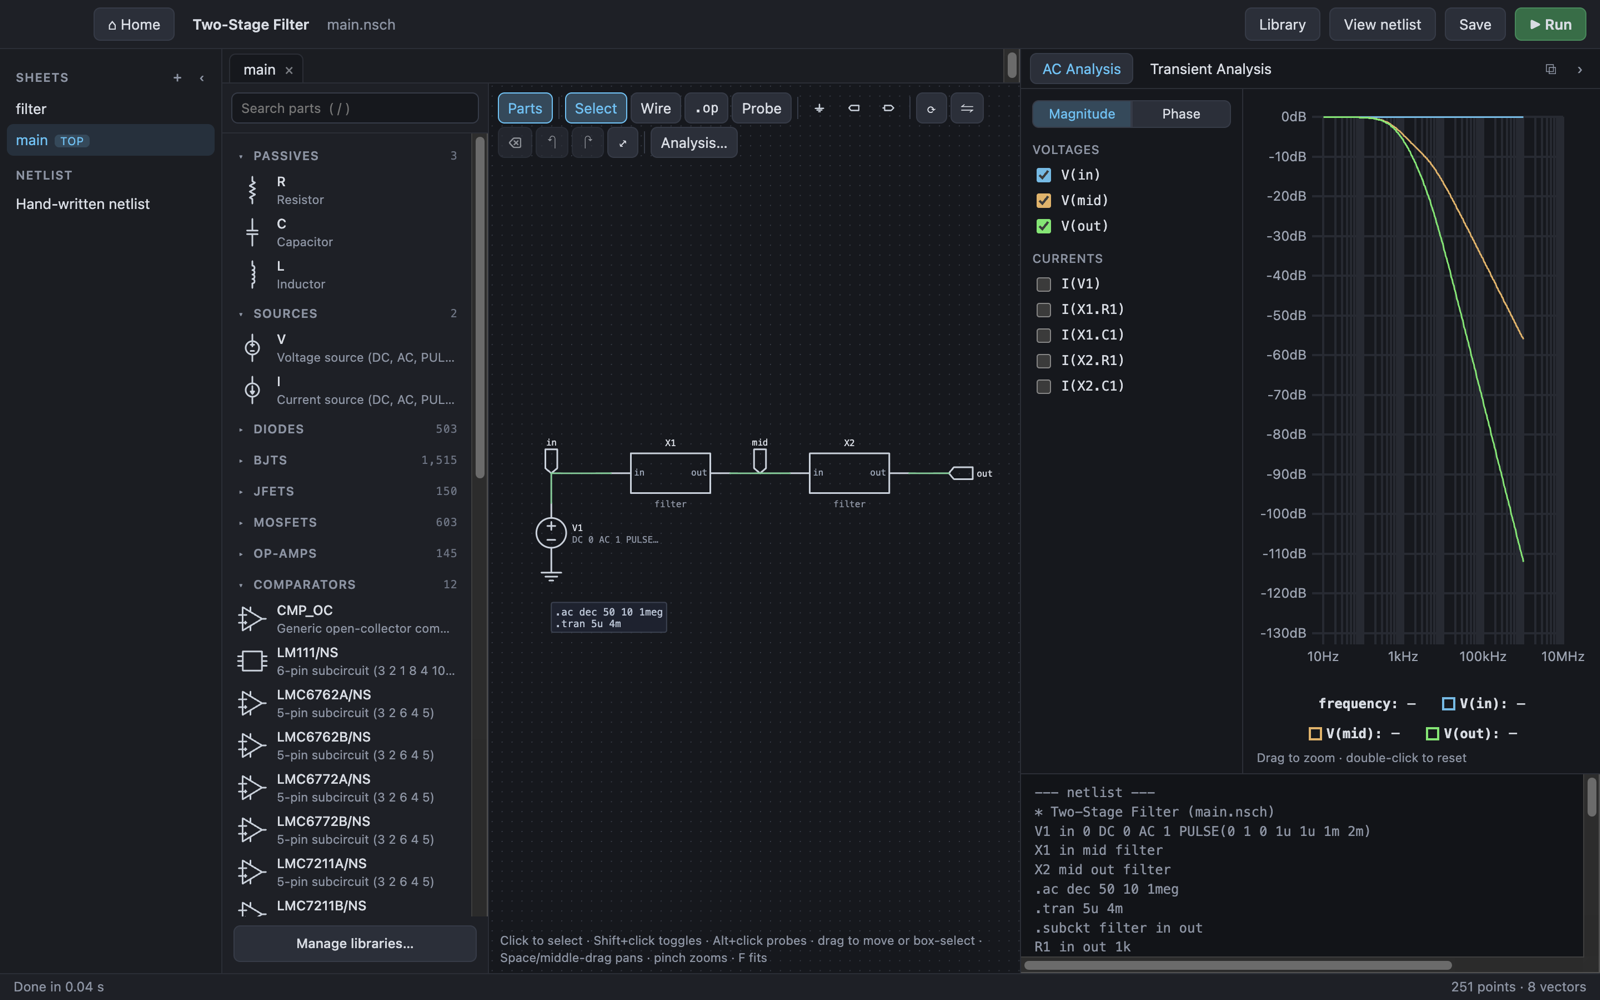 ⌂ Home
Two-Stage Filter
main.nsch
Library
View netlist
Save
▶ Run
SHEETS
+
‹
filter
main TOP
NETLIST
Hand-written netlist
main ×
Search parts ( / )
PASSIVES 3
R
Resistor
C
Capacitor
L
Inductor
SOURCES 2
V
Voltage source (DC, AC, PUL...
I
Current source (DC, AC, PUL...
DIODES 503
BJTS 1,515
JFETS 150
MOSFETS 603
OP-AMPS 145
COMPARATORS 12
CMP_OC
Generic open-collector com...
LM111/NS
6-pin subcircuit (3 2 1 8 4 10...
LMC6762A/NS
5-pin subcircuit (3 2 6 4 5)
LMC6762B/NS
5-pin subcircuit (3 2 6 4 5)
LMC6772A/NS
5-pin subcircuit (3 2 6 4 5)
LMC6772B/NS
5-pin subcircuit (3 2 6 4 5)
LMC7211A/NS
5-pin subcircuit (3 2 6 4 5)
LMC7211B/NS
Manage libraries...
Parts
Select
Wire
.op
Probe
Analysis...
in
X1
mid
X2
in out
in out
out
filter
filter
V1
DC 0 AC 1 PULSE…
.ac dec 50 10 1meg
.tran 5u 4m
Click to select · Shift+click toggles · Alt+click probes · drag to move or box-select ·
Space/middle-drag pans · pinch zooms · F fits
AC Analysis
Transient Analysis
Magnitude
Phase
VOLTAGES
V(in)
V(mid)
V(out)
CURRENTS
I(V1)
I(X1.R1)
I(X1.C1)
I(X2.R1)
I(X2.C1)
0dB
-10dB
-20dB
-30dB
-40dB
-50dB
-60dB
-70dB
-80dB
-90dB
-100dB
-110dB
-120dB
-130dB
10Hz 1kHz 100kHz 10MHz
frequency: – V(in): –
V(mid): – V(out): –
Drag to zoom · double-click to reset
--- netlist ---
* Two-Stage Filter (main.nsch)
V1 in 0 DC 0 AC 1 PULSE(0 1 0 1u 1u 1m 2m)
X1 in mid filter
X2 mid out filter
.ac dec 50 10 1meg
.tran 5u 4m
.subckt filter in out
R1 in out 1k
Done in 0.04 s
251 points · 8 vectors